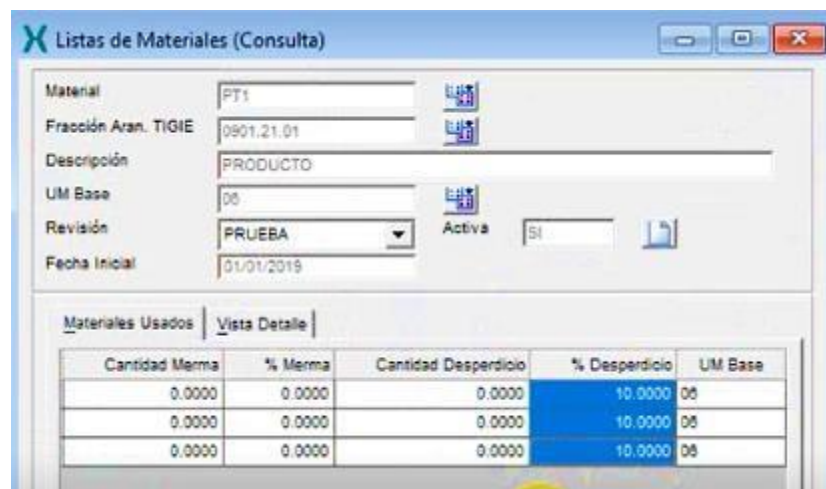 Listas de Materiales (Consulta)
Material PT1
Fracción Aran. TIGIE 0901.21.01
Descripción PRODUCTO
UM Base 06
Revisión PRUEBA Activa SI
Fecha Inicial 01/01/2019
Materiales Usados Vista Detalle
Cantidad Merma % Merma Cantidad Desperdicio % Desperdicio UM Base
0.0000 0.0000 0.0000 10.0000 06
0.0000 0.0000 0.0000 10.0000 06
0.0000 0.0000 0.0000 10.0000 06